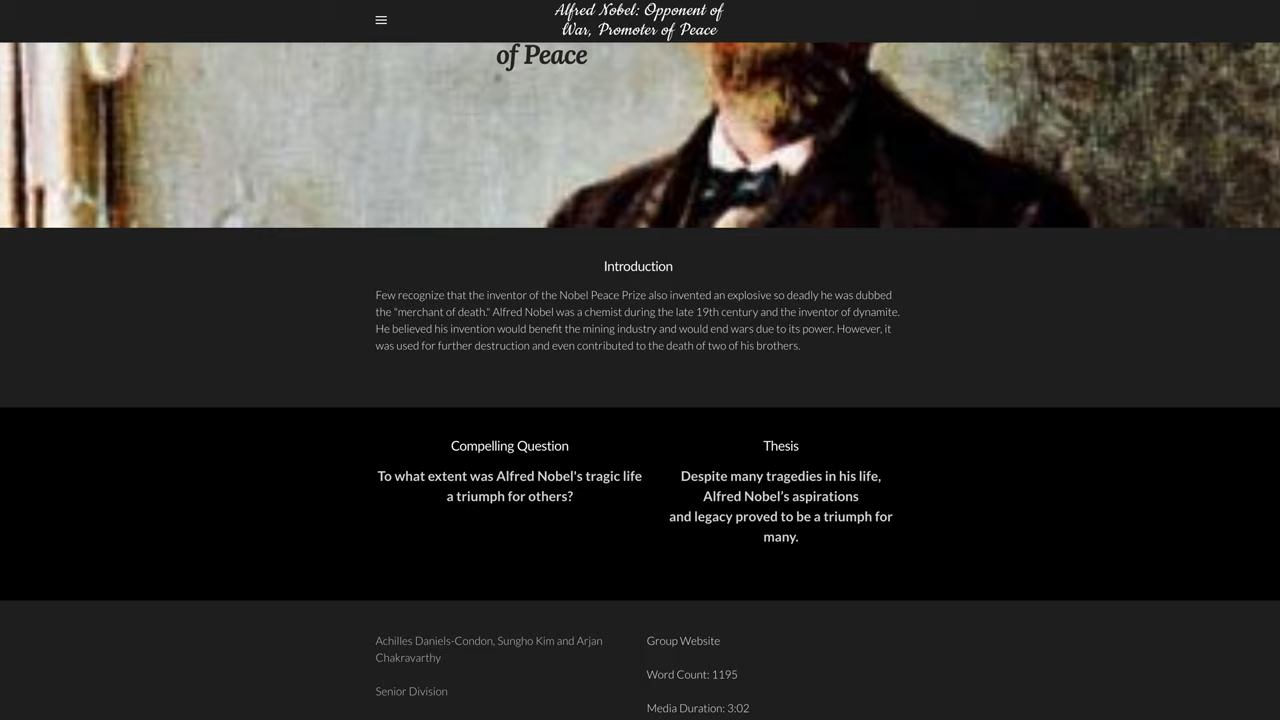 Alfred Nobel: Opponent of
War, Promoter of Peace
of Peace
Introduction
Few recognize that the inventor of the Nobel Peace Prize also invented an explosive so deadly he was dubbed
the "merchant of death." Alfred Nobel was a chemist during the late 19th century and the inventor of dynamite.
He believed his invention would benefit the mining industry and would end wars due to its power. However, it
was used for further destruction and even contributed to the death of two of his brothers.
Compelling Question
To what extent was Alfred Nobel's tragic life
a triumph for others?
Thesis
Despite many tragedies in his life,
Alfred Nobel’s aspirations
and legacy proved to be a triumph for
many.
Achilles Daniels-Condon, Sungho Kim and Arjan
Chakravarthy
Senior Division
Group Website
Word Count: 1195
Media Duration: 3:02